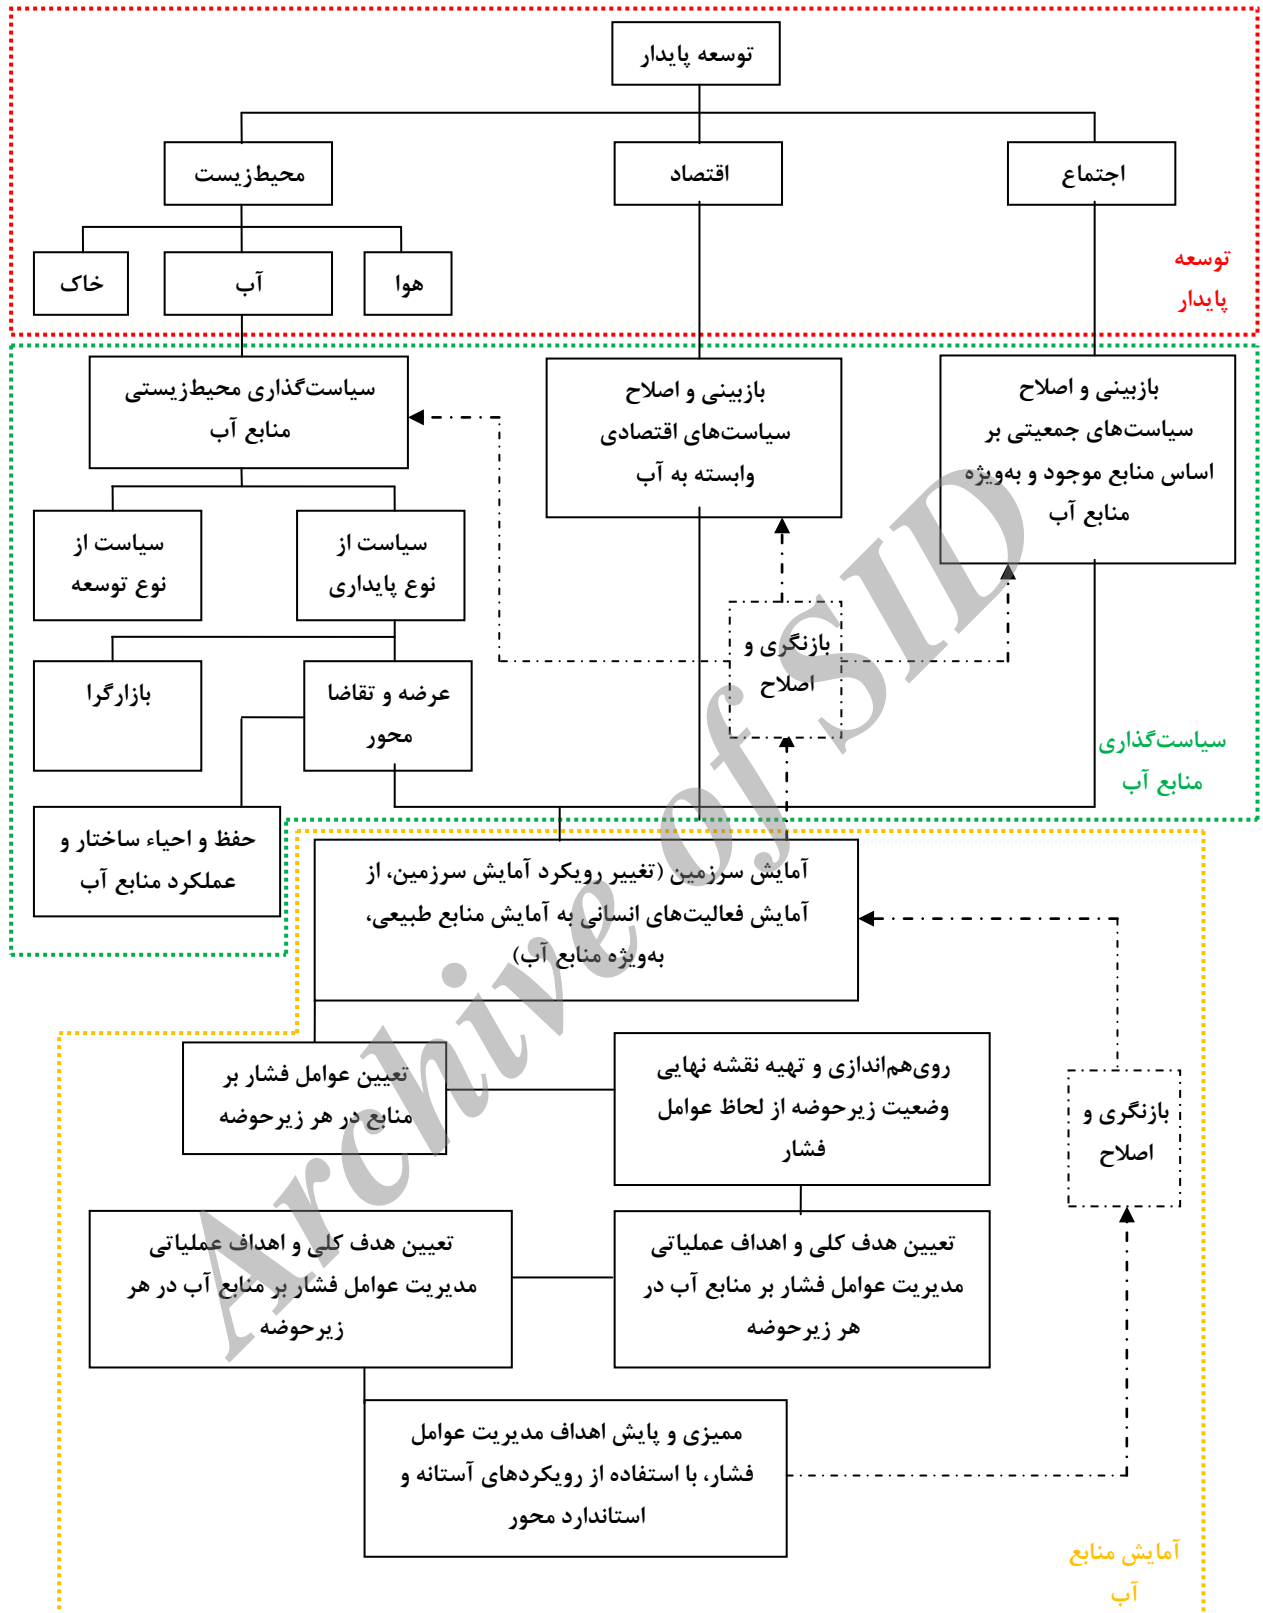 توسعه پایدار
اجتماع
اقتصاد
محیط‌زیست
هوا
آب
خاک
توسعه
پایدار
بازبینی و اصلاح
سیاست‌های جمعیتی بر
اساس منابع موجود و به‌ویژه
منابع آب
بازبینی و اصلاح
سیاست‌های اقتصادی
وابسته به آب
سیاست‌گذاری محیط‌زیستی
منابع آب
سیاست از
نوع پایداری
سیاست از
نوع توسعه
بازنگری و
اصلاح
عرضه و تقاضا
محور
بازارگرا
سیاست‌گذاری
منابع آب
حفظ و احیاء ساختار و
عملکرد منابع آب
آمایش سرزمین (تغییر رویکرد آمایش سرزمین، از
آمایش فعالیت‌های انسانی به آمایش منابع طبیعی،
به‌ویژه منابع آب)
تعیین عوامل فشار بر
منابع در هر زیرحوضه
روی‌هم‌اندازی و تهیه نقشه نهایی
وضعیت زیرحوضه از لحاظ عوامل
فشار
بازنگری و
اصلاح
تعیین هدف کلی و اهداف عملیاتی
مدیریت عوامل فشار بر منابع آب در
هر زیرحوضه
تعیین هدف کلی و اهداف عملیاتی
مدیریت عوامل فشار بر منابع آب در هر
زیرحوضه
ممیزی و پایش اهداف مدیریت عوامل
فشار، با استفاده از رویکردهای آستانه و
استاندارد محور
آمایش منابع
آب
Archive of SID